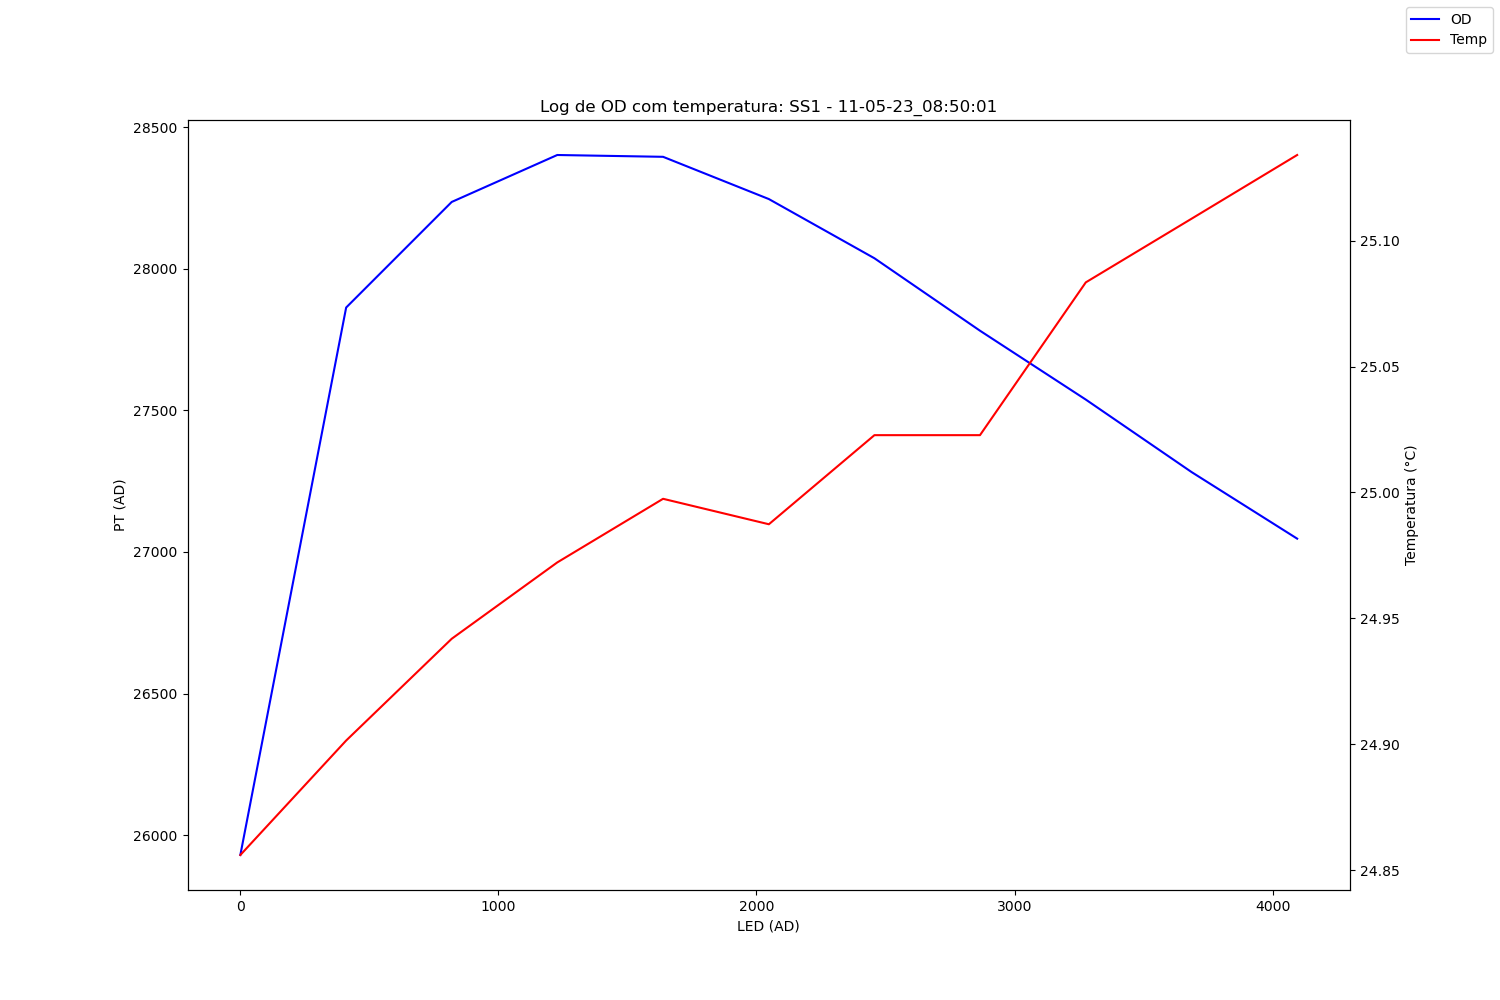 OD
Temp
Log de OD com temperatura: SS1 - 11-05-23_08:50:01
28500
28000
27500
27000
26500
26000
PT (AD)
25.10
25.05
25.00
24.95
24.90
24.85
Temperatura (°C)
0
1000
2000
3000
4000
LED (AD)